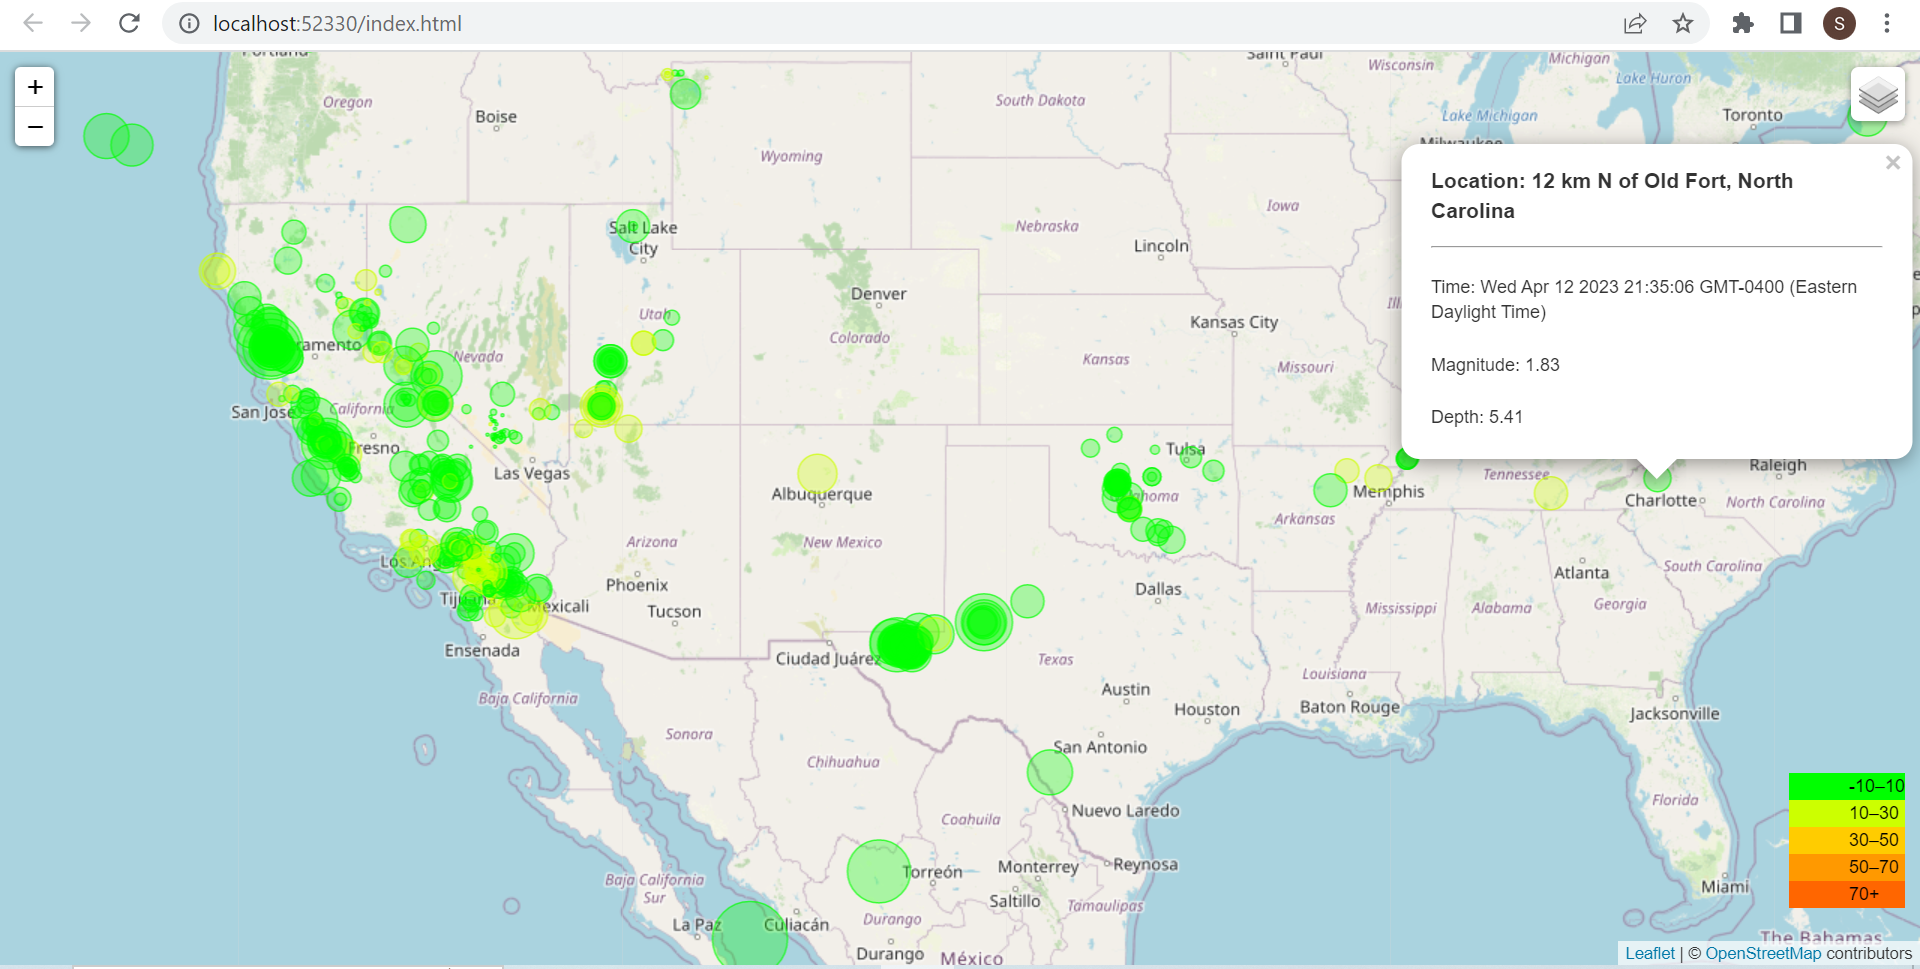 localhost:52330/index.html
S
+
−
Portland
Saint Paul
Wisconsin
Michigan
Lake Huron
Oregon
Boise
South Dakota
Lake Michigan
Toronto
Milwaukee
Wyoming
×
Location: 12 km N of Old Fort, North
Carolina
Time: Wed Apr 12 2023 21:35:06 GMT-0400 (Eastern
Daylight Time)
Magnitude: 1.83
Depth: 5.41
Iowa
Salt Lake
City
Nebraska
Lincoln
Denver
Utah
Kansas City
Colorado
Nevada
Kansas
Missouri
San Jose
California
Fresno
Las Vegas
Tulsa
Tennessee
Raleigh
Albuquerque
Memphis
Charlotte
North Carolina
Arkansas
Arizona
New Mexico
Phoenix
Dallas
Atlanta
South Carolina
Tijuana
Mexicali
Tucson
Mississippi
Alabama
Georgia
Ensenada
Ciudad Juárez
Texas
Louisiana
Baja California
Austin
Houston
Baton Rouge
Jacksonville
Sonora
San Antonio
Chihuahua
Nuevo Laredo
Coahuila
Florida
-10–10
10–30
30–50
50–70
70+
Baja California
Sur
Torreón
Monterrey
Reynosa
Saltillo
Tamaulipas
Miami
La Paz
Culiacán
Durango
Durango
México
The Bahamas
Leaflet | © OpenStreetMap contributors